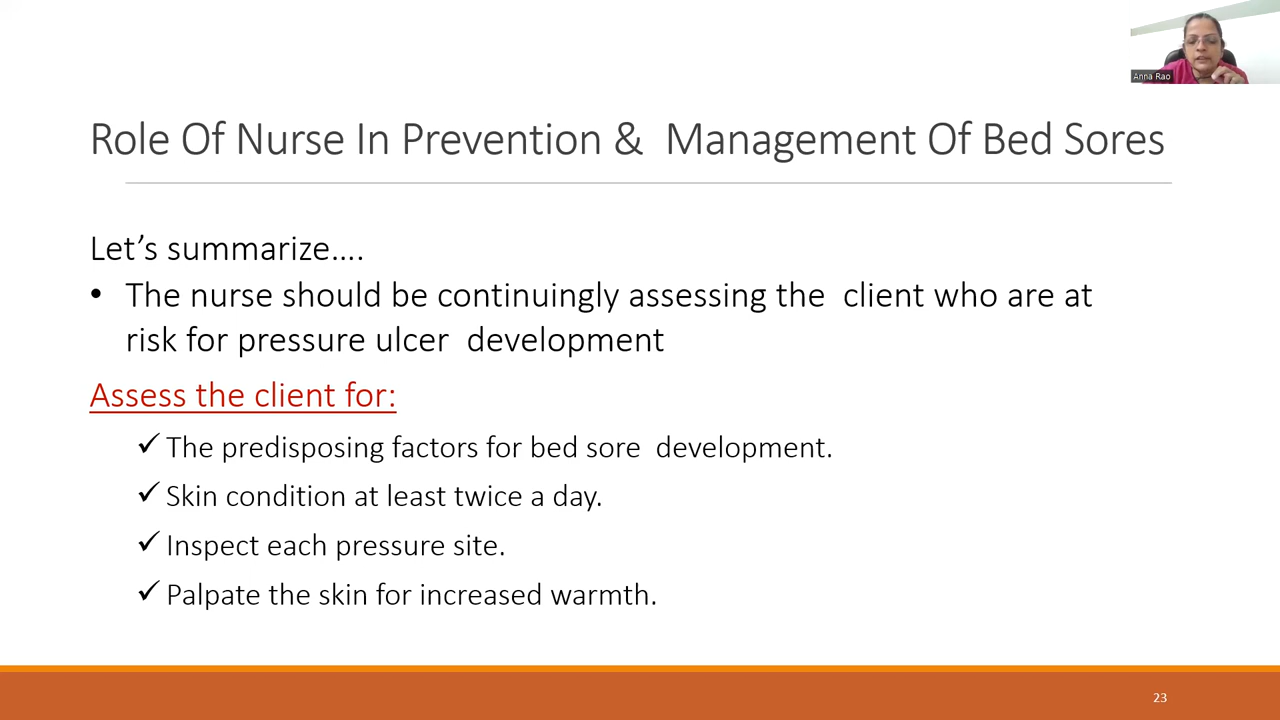 Anna Rao
Role Of Nurse In Prevention &  Management Of Bed Sores
Let’s summarize….
• The nurse should be continuingly assessing the  client who are at
risk for pressure ulcer  development
Assess the client for:
✓ The predisposing factors for bed sore  development.
✓ Skin condition at least twice a day.
✓ Inspect each pressure site.
✓ Palpate the skin for increased warmth.
23